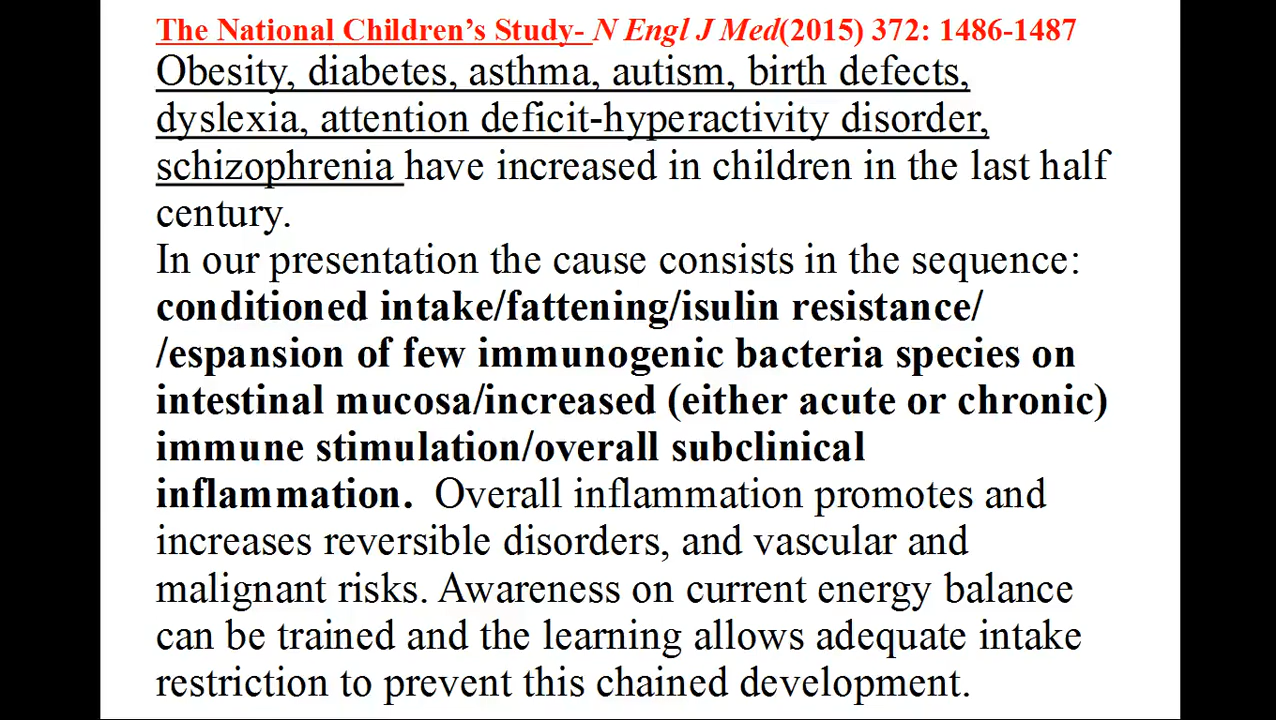 The National Children's Study- N Engl J Med(2015) 372: 1486-1487
Obesity, diabetes, asthma, autism, birth defects,
dyslexia, attention deficit-hyperactivity disorder,
schizophrenia have increased in children in the last half
century.
In our presentation the cause consists in the sequence:
conditioned intake/fattening/isulin resistance/
/espansion of few immunogenic bacteria species on
intestinal mucosa/increased (either acute or chronic)
immune stimulation/overall subclinical
inflammation.  Overall inflammation promotes and
increases reversible disorders, and vascular and
malignant risks. Awareness on current energy balance
can be trained and the learning allows adequate intake
restriction to prevent this chained development.